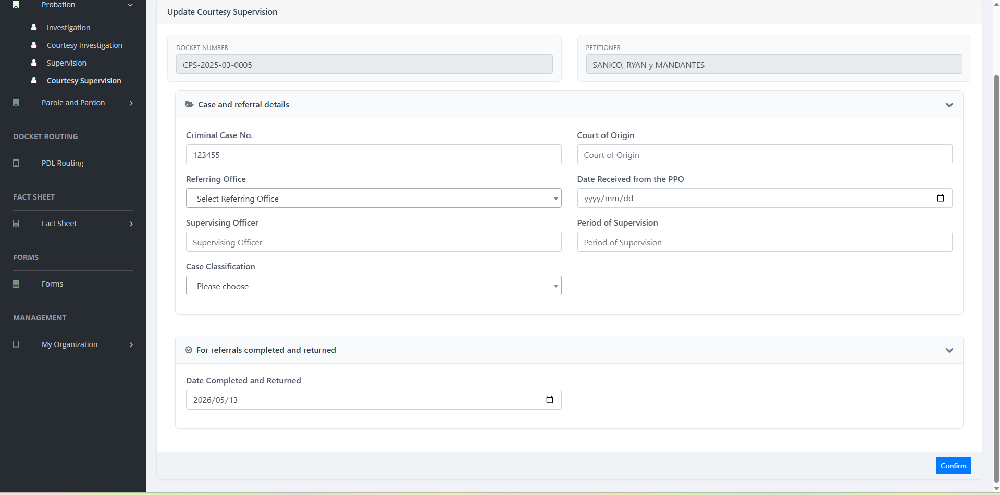 Probation
Investigation
Courtesy Investigation
Supervision
Courtesy Supervision
Parole and Pardon
DOCKET ROUTING
PDL Routing
FACT SHEET
Fact Sheet
FORMS
Forms
MANAGEMENT
My Organization
Update Courtesy Supervision
DOCKET NUMBER
CPS-2025-03-0005
PETITIONER
SANICO, RYAN y MANDANTES
Case and referral details
Criminal Case No.
123455
Court of Origin
Court of Origin
Referring Office
Select Referring Office
Date Received from the PPO
yyyy/mm/dd
Supervising Officer
Supervising Officer
Period of Supervision
Period of Supervision
Case Classification
Please choose
For referrals completed and returned
Date Completed and Returned
2026/05/13
Confirm